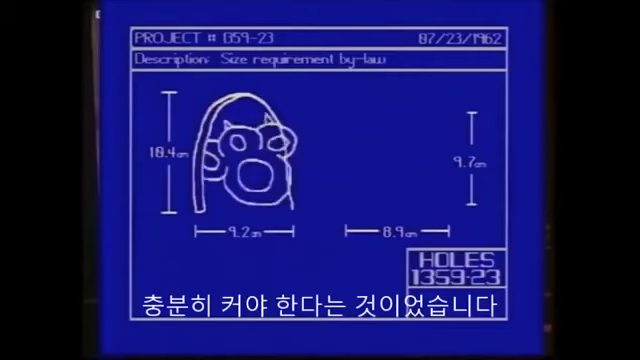 PROJECT # 1359-23 07/23/1962
Description: Size requirement by-law
10.4cm
9.7cm
9.2cm
8.9cm
HOLES
1359-23
충분히 커야 한다는 것이었습니다